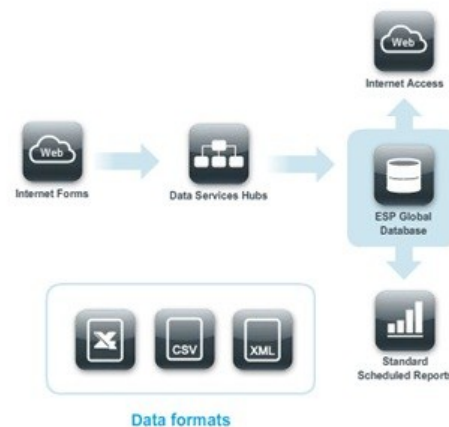 Web
Internet Access
Web
Internet Forms
Data Services Hubs
ESP Global
Database
X
CSV
XML
Standard
Scheduled Reports
Data formats